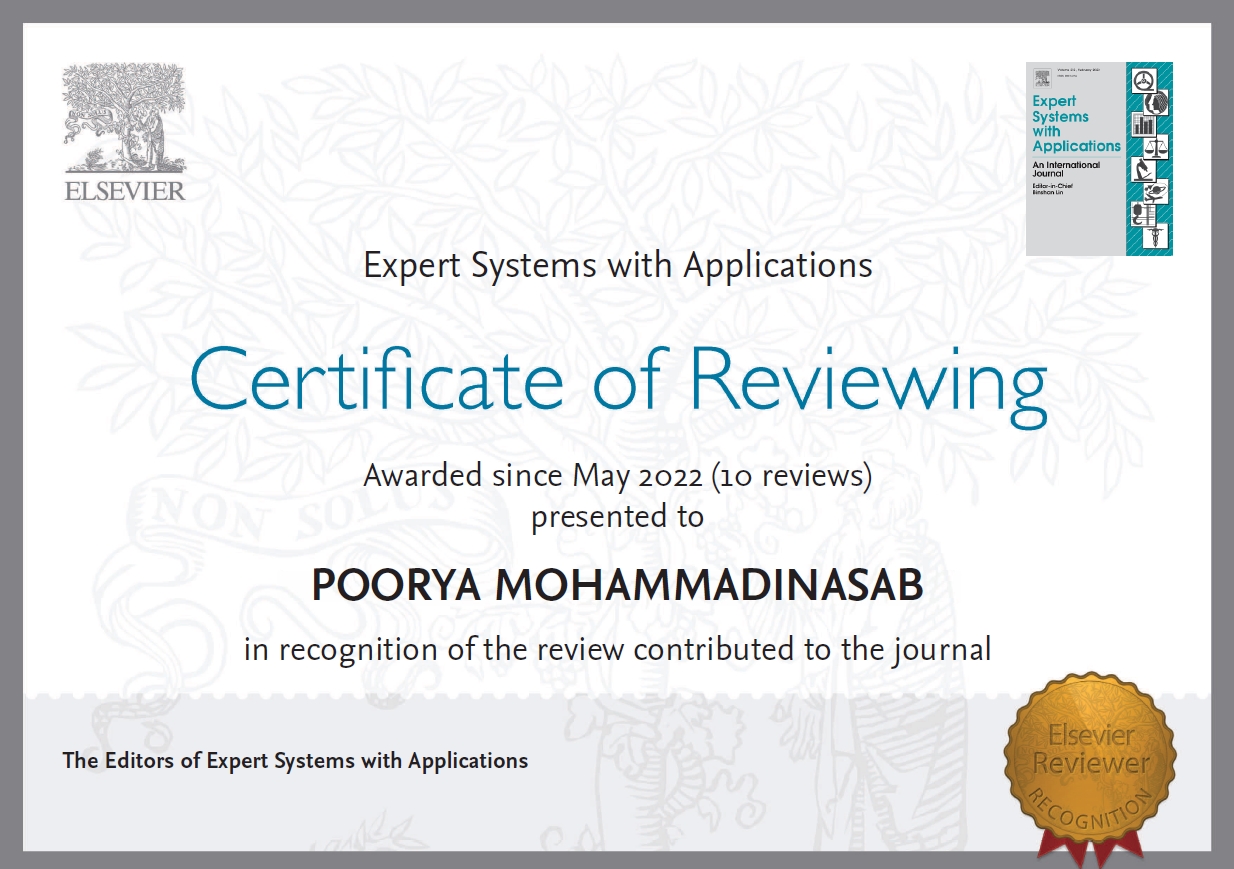 ELSEVIER
Expert
Systems
with
Applications
An International
Journal
Editor-in-Chief
Binshan Lin
Expert Systems with Applications
Certificate of Reviewing
Awarded since May 2022 (10 reviews)
presented to
NON SOLUS
POORYA MOHAMMADINASAB
in recognition of the review contributed to the journal
The Editors of Expert Systems with Applications
Elsevier
Reviewer
RECOGNITION